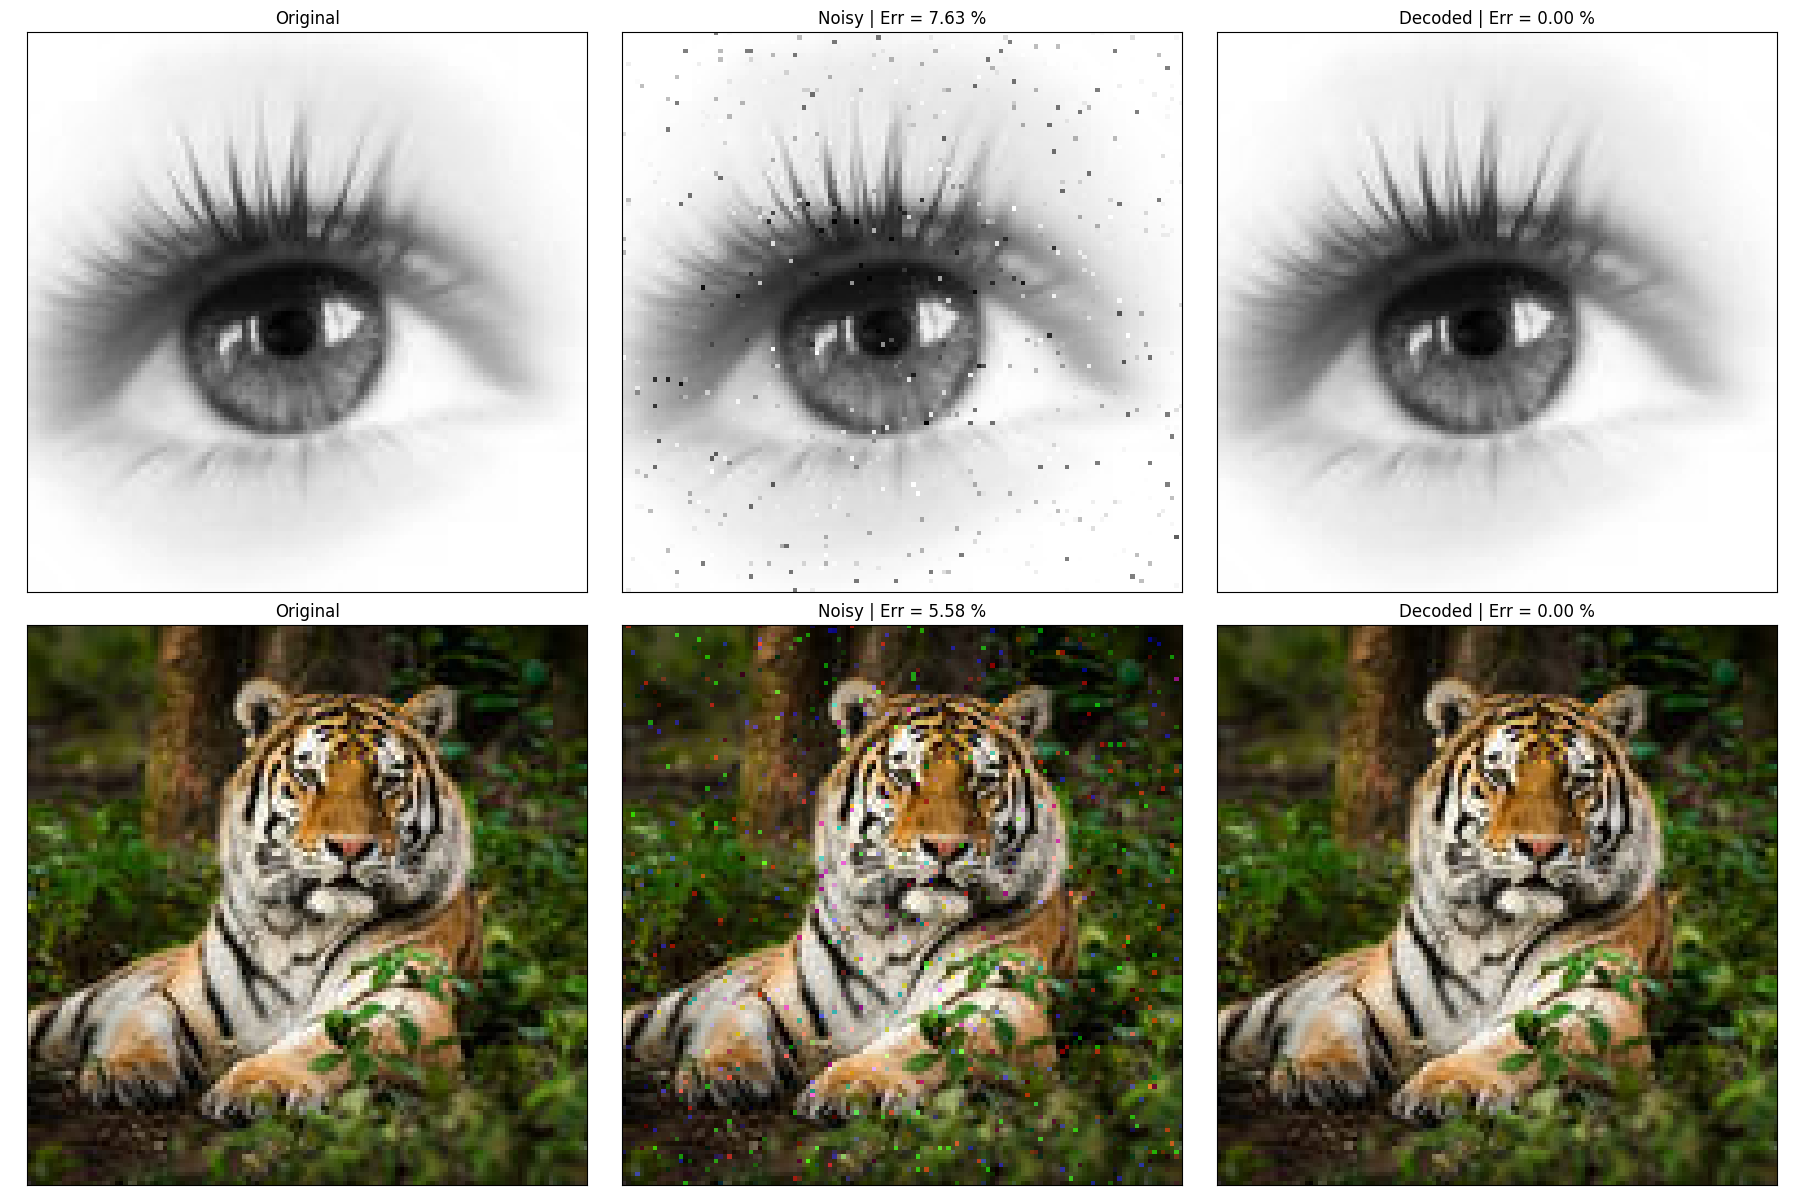 Original
Noisy | Err = 7.63 %
Decoded | Err = 0.00 %
Original
Noisy | Err = 5.58 %
Decoded | Err = 0.00 %